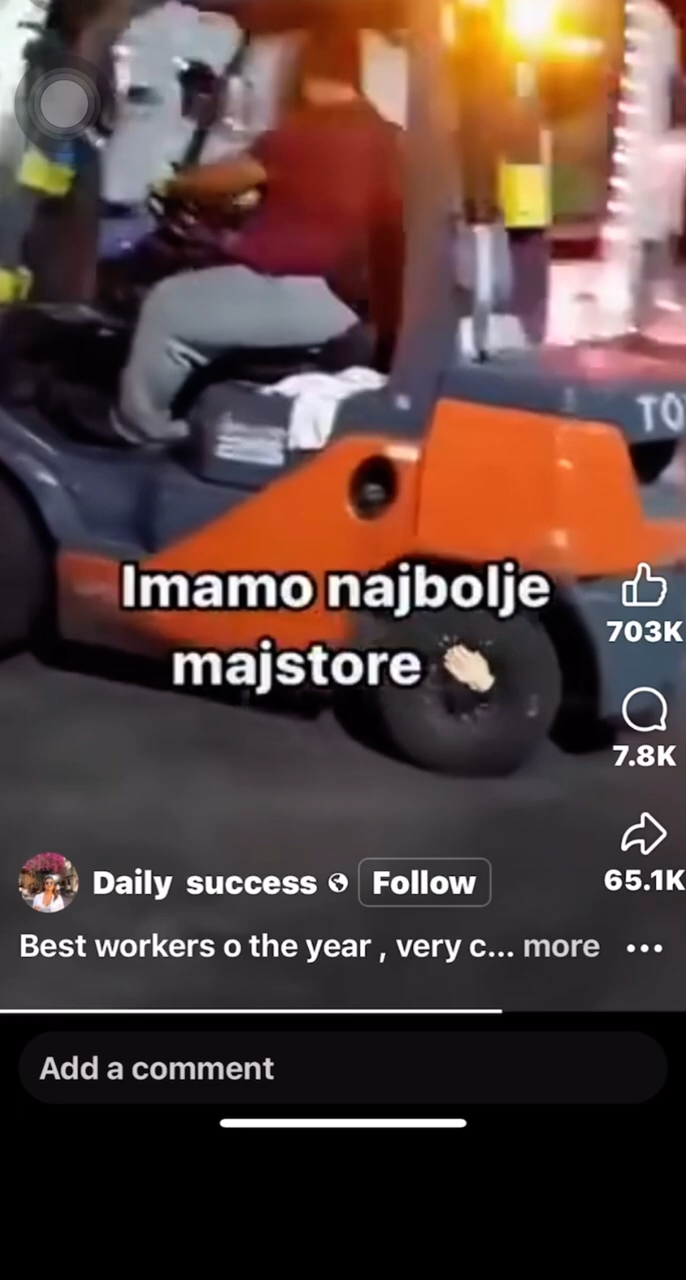 TO
Imamo najbolje
majstore 👏🏻
703K
7.8K
65.1K
Daily success Follow
Best workers o the year , very c... more
Add a comment